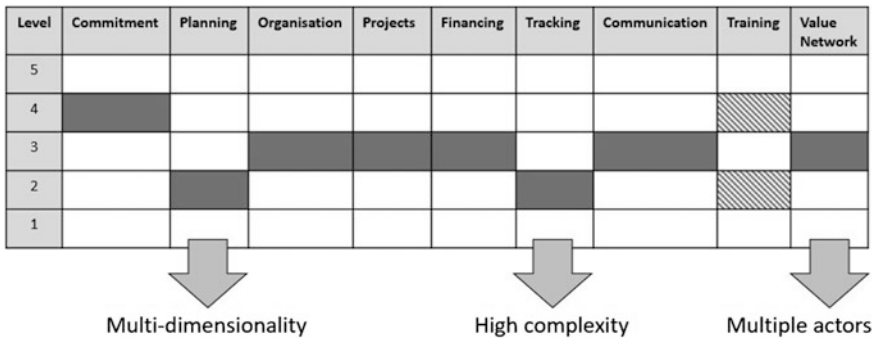 Level Commitment Planning Organisation Projects Financing Tracking Communication Training Value
Network
5
4
3
2
1
Multi-dimensionality High complexity Multiple actors